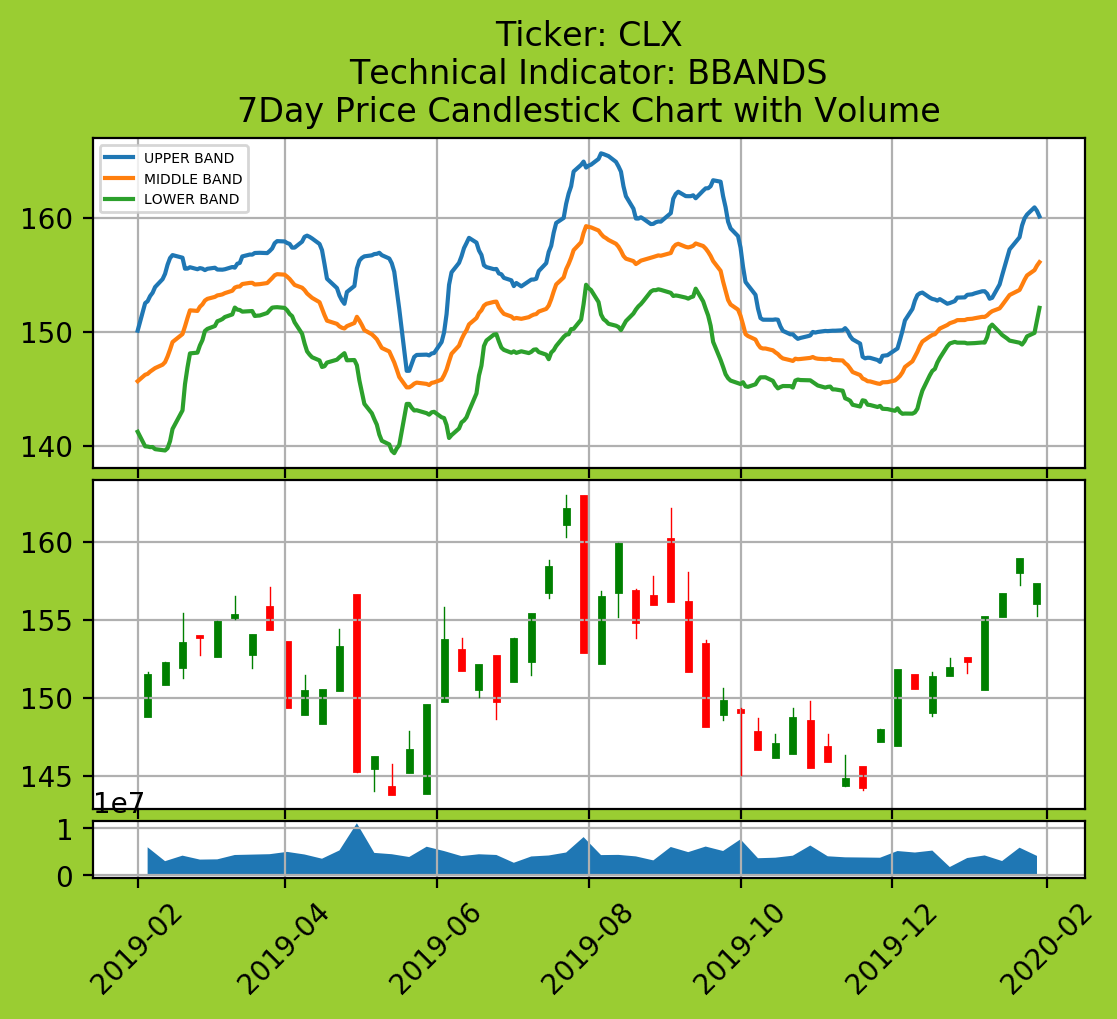 Ticker: CLX
Technical Indicator: BBANDS
7Day Price Candlestick Chart with Volume
UPPER BAND
MIDDLE BAND
LOWER BAND
160
150
140
160
155
150
145
1e7
1
0
2019-02
2019-04
2019-06
2019-08
2019-10
2019-12
2020-02